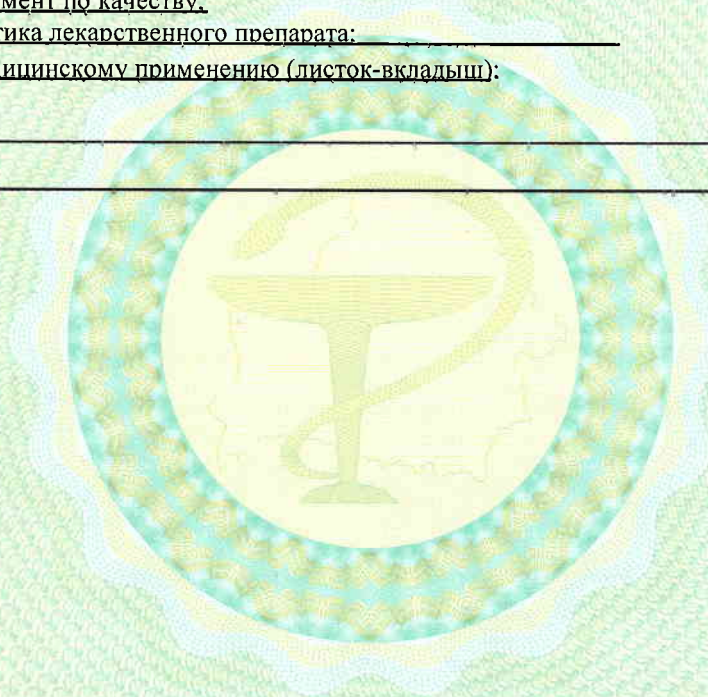 мент по качеству,
тика лекарственного препарата:
ицинскому применению (листок-вкладыш):